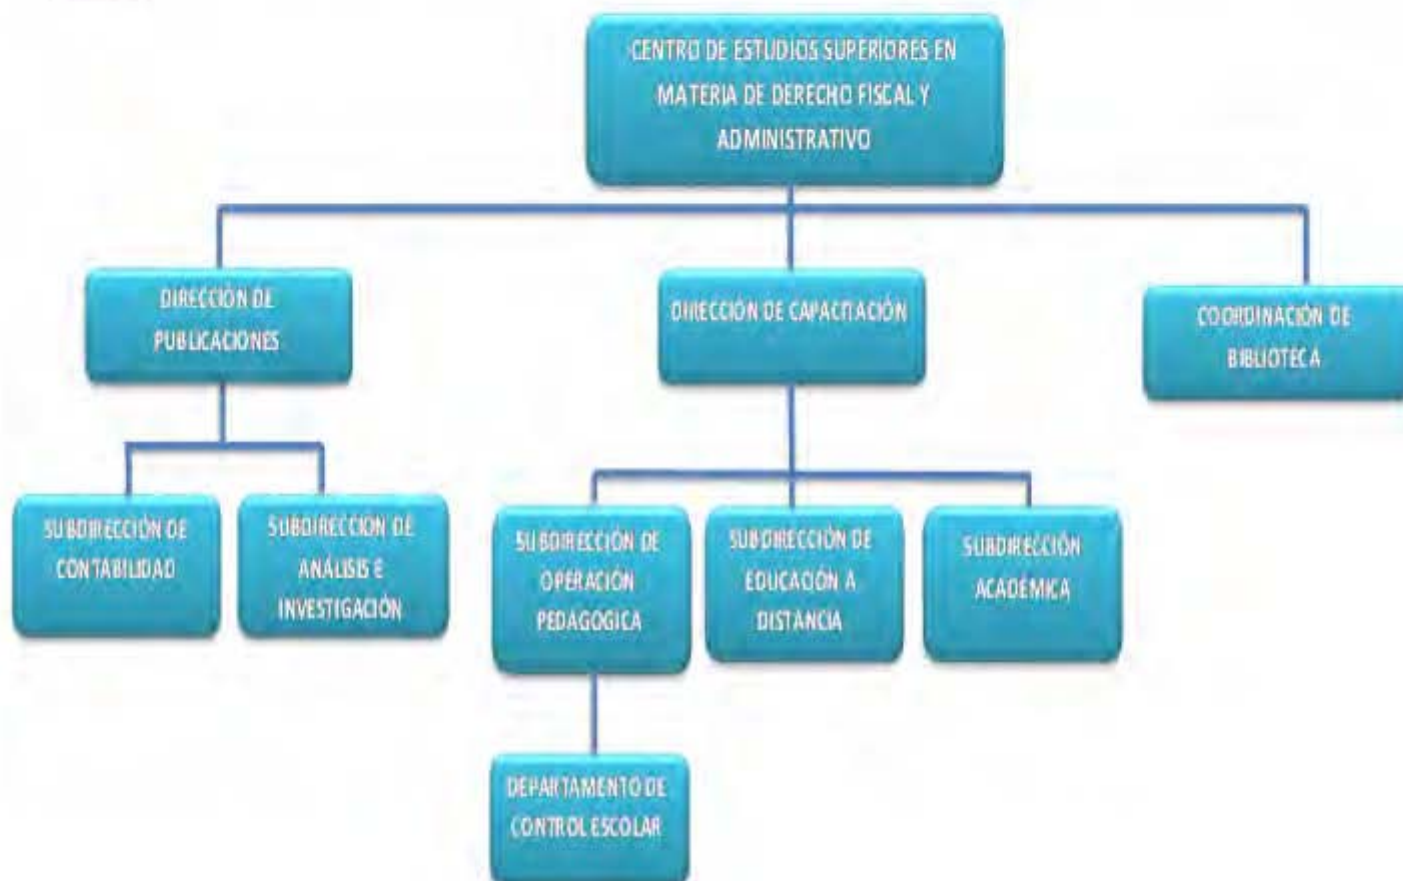 CENTRO DE ESTUDIOS SUPERIORES EN
MATERIA DE DERECHO FISCAL Y
ADMINISTRATIVO
DIRECCIÓN DE
PUBLICACIONES
DIRECCIÓN DE CAPACITACIÓN
COORDINACIÓN DE
BIBLIOTECA
SUBDIRECCIÓN DE
CONTABILIDAD
SUBDIRECCIÓN DE
ANÁLISIS E
INVESTIGACIÓN
SUBDIRECCIÓN DE
OPERACIÓN
PEDAGOGICA
SUBDIRECCIÓN DE
EDUCACIÓN A
DISTANCIA
SUBDIRECCIÓN
ACADÉMICA
DEPARTAMENTO DE
CONTROL ESCOLAR